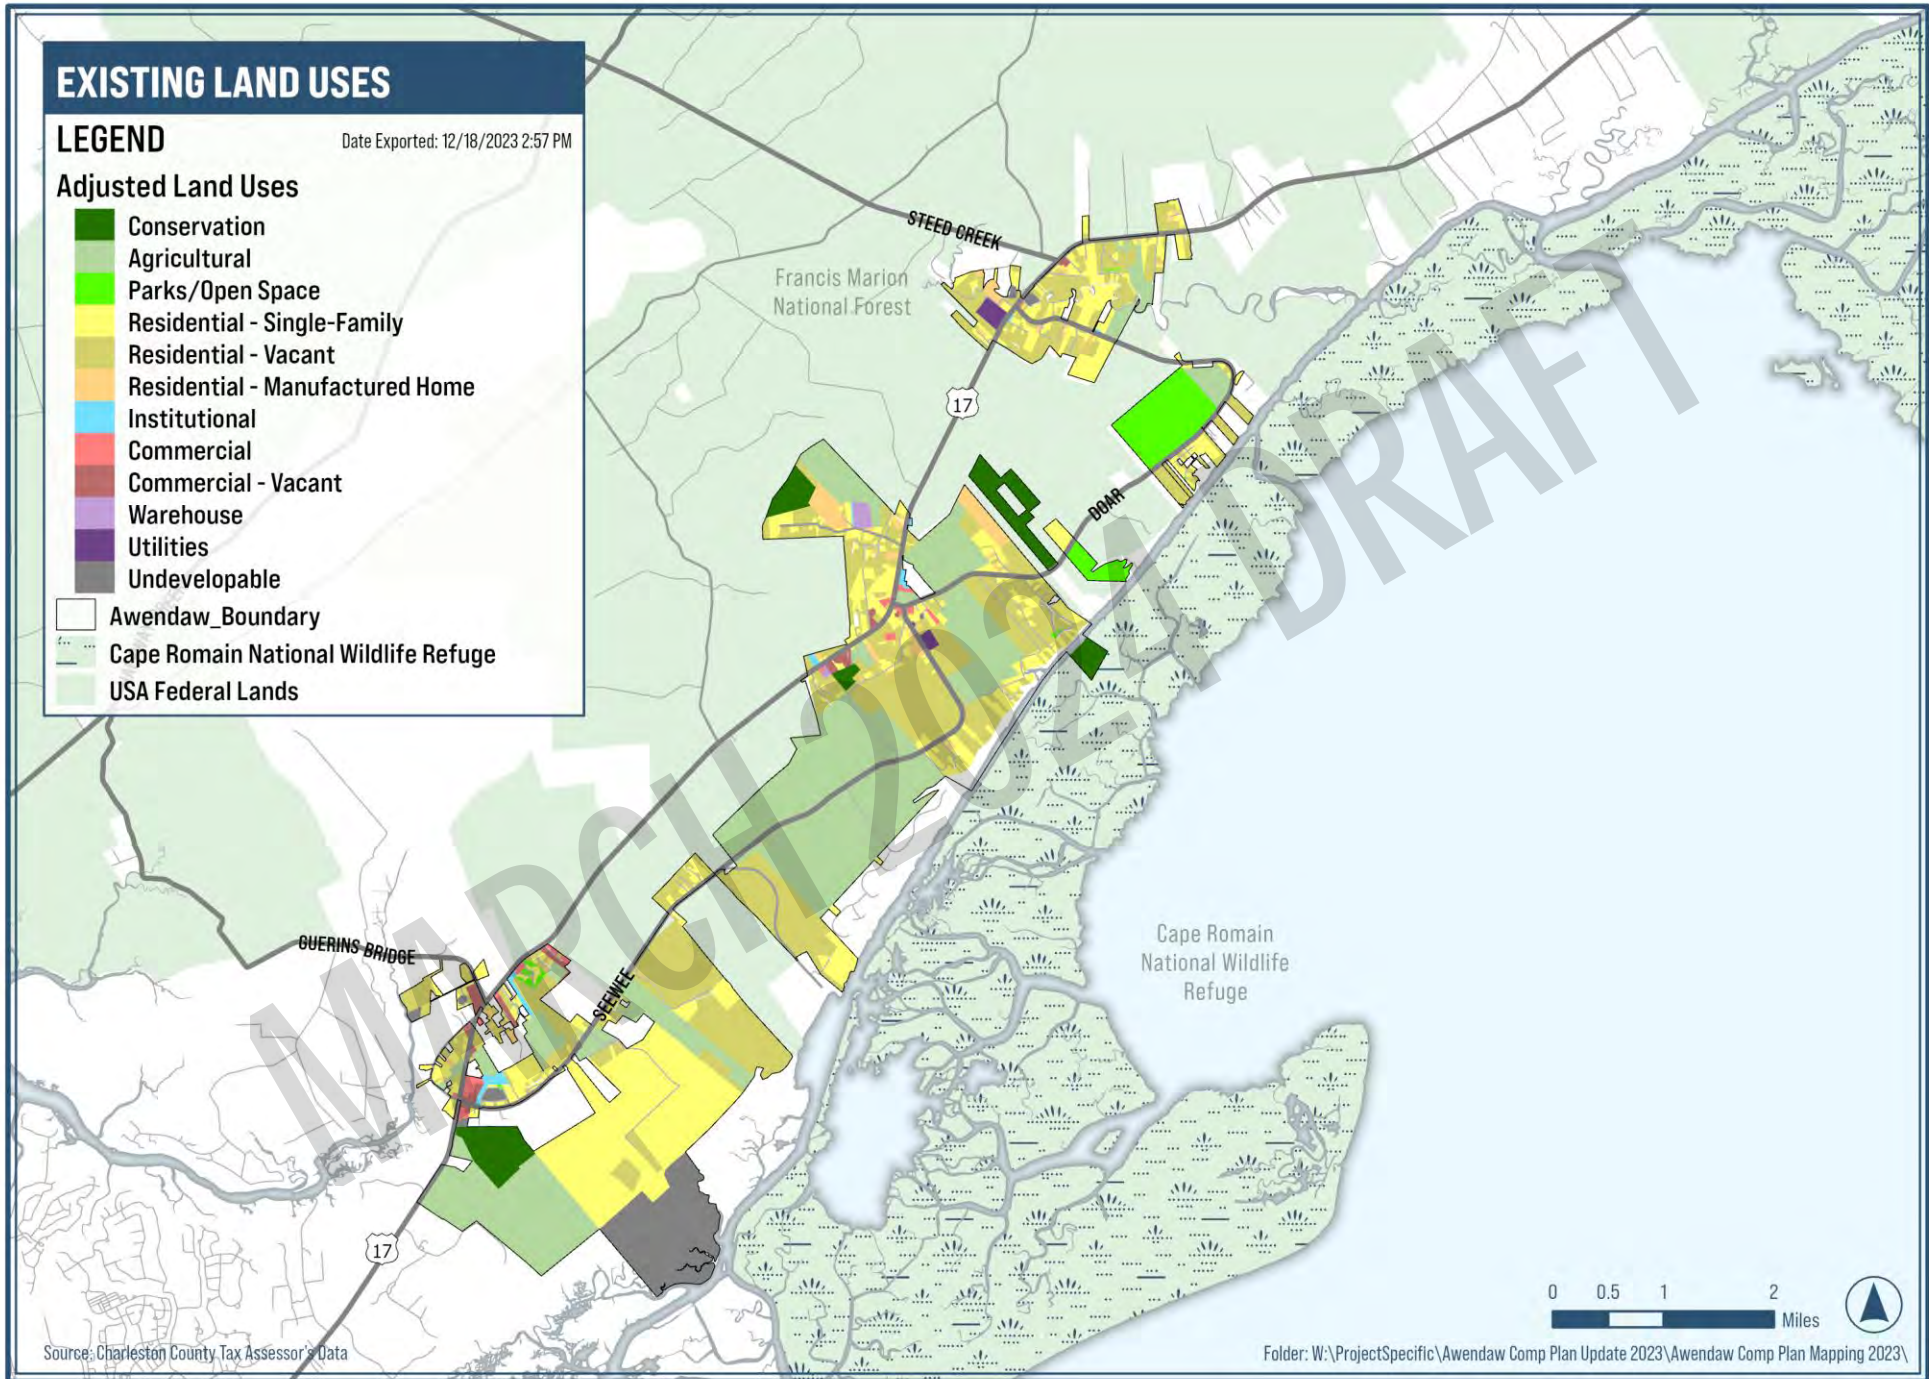 EXISTING LAND USES
LEGEND
Date Exported: 12/18/2023 2:57 PM
Adjusted Land Uses
Conservation
Agricultural
Parks/Open Space
Residential - Single-Family
Residential - Vacant
Residential - Manufactured Home
Institutional
Commercial
Commercial - Vacant
Warehouse
Utilities
Undevelopable
Awendaw_Boundary
Cape Romain National Wildlife Refuge
USA Federal Lands
STEED CREEK
Francis Marion
National Forest
17
DOAR
MARCH 2024 DRAFT
Cape Romain
National Wildlife
Refuge
GUERINS BRIDGE
SEEWEE
17
0 0.5 1 2
Miles
Source: Charleston County Tax Assessor's Data
Folder: W:\ProjectSpecific\Awendaw Comp Plan Update 2023\Awendaw Comp Plan Mapping 2023\